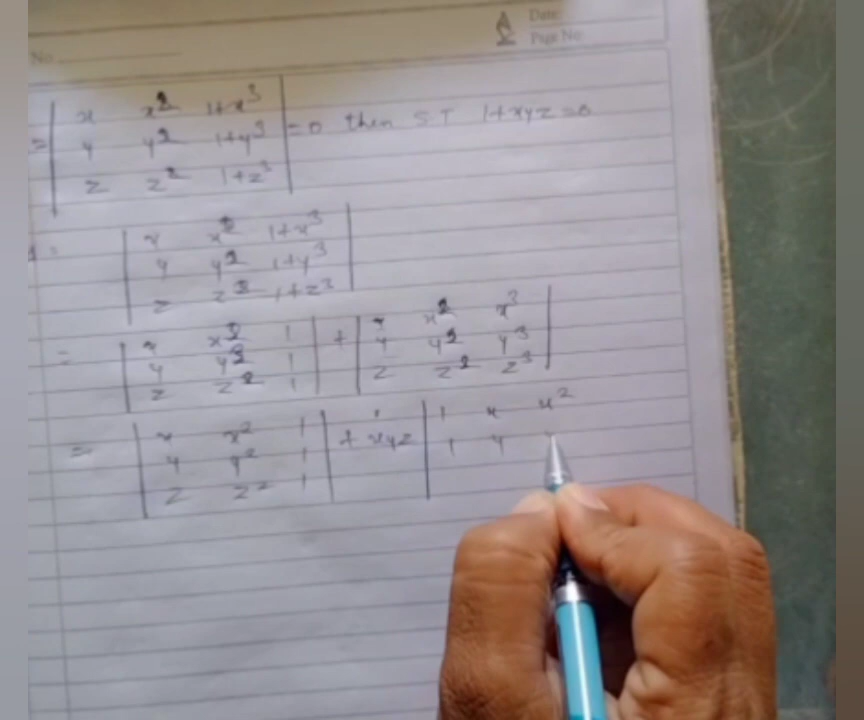 Date
Page No.
No.
= | x x² 1+x³ |
| y y² 1+y³ | = 0 then S.T 1+xyz=0
| z z² 1+z³ |
= | x x² 1+x³ |
| y y² 1+y³ |
| z z² 1+z³ |
= | x x² 1 | + | x x² x³ |
| y y² 1 | | y y² y³ |
| z z² 1 | | z z² z³ |
= | x x² 1 | + xyz | 1 x x²
| y y² 1 | | 1 y
| z z² 1 | |